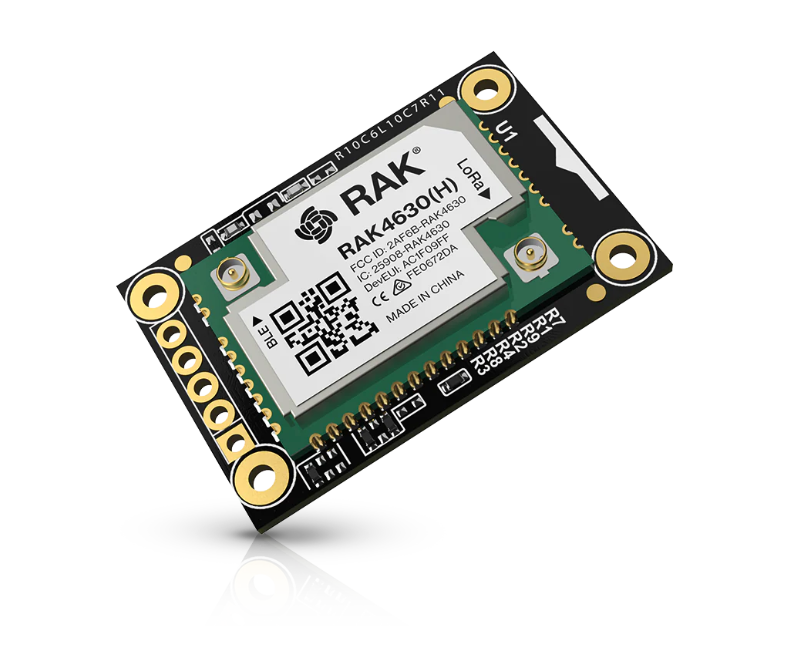 R10C6L10C7R11
U1
RAK®
RAK4630(H)
LoRa
FCC ID: 2AF6B-RAK4630
IC: 25908-RAK4630
DevEUI: AC1F09FF
FE0672DA
CE
MAKE IN CHINA
BLE
R7
R1
R9
R2
R4
R8
R3